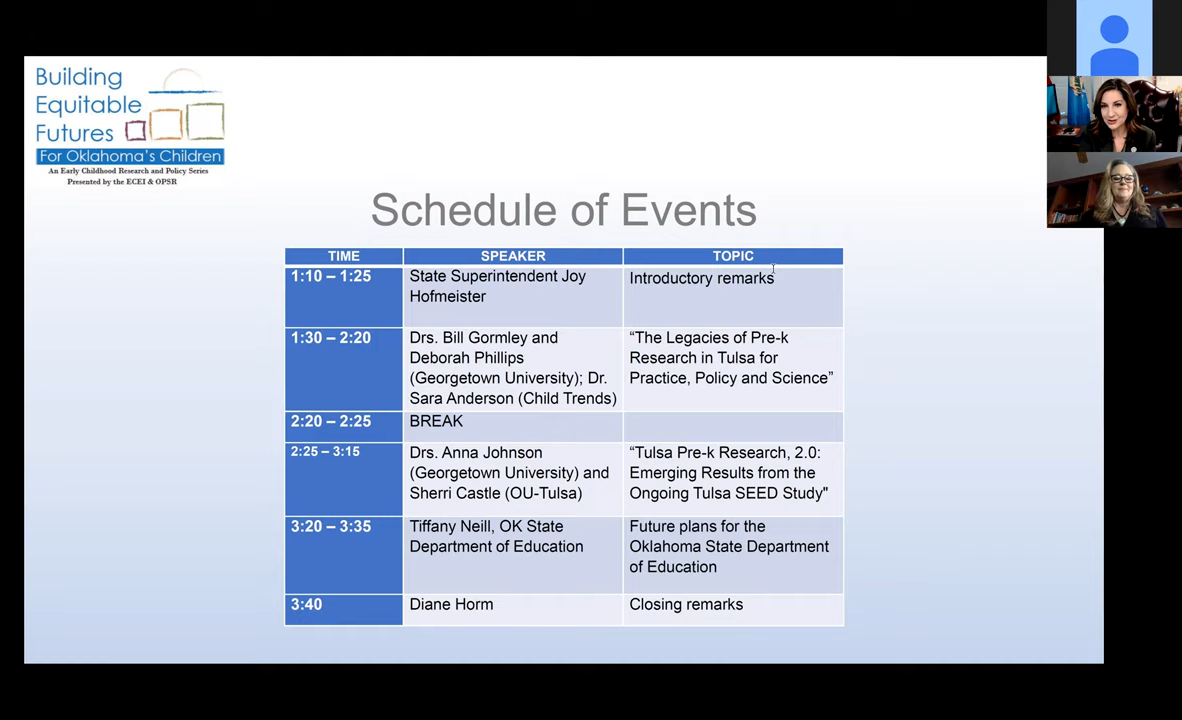 Building
Equitable
Futures
For Oklahoma's Children
An Early Childhood Research and Policy Series
Presented by the ECEI & OPSR
Schedule of Events
TIME SPEAKER TOPIC
1:10 – 1:25 State Superintendent Joy Introductory remarks
Hofmeister
1:30 – 2:20 Drs. Bill Gormley and “The Legacies of Pre-k
Deborah Phillips Research in Tulsa for
(Georgetown University); Dr. Practice, Policy and Science”
Sara Anderson (Child Trends)
2:20 – 2:25 BREAK
2:25 – 3:15 Drs. Anna Johnson “Tulsa Pre-k Research, 2.0:
(Georgetown University) and Emerging Results from the
Sherri Castle (OU-Tulsa) Ongoing Tulsa SEED Study"
3:20 – 3:35 Tiffany Neill, OK State Future plans for the
Department of Education Oklahoma State Department
of Education
3:40 Diane Horm Closing remarks